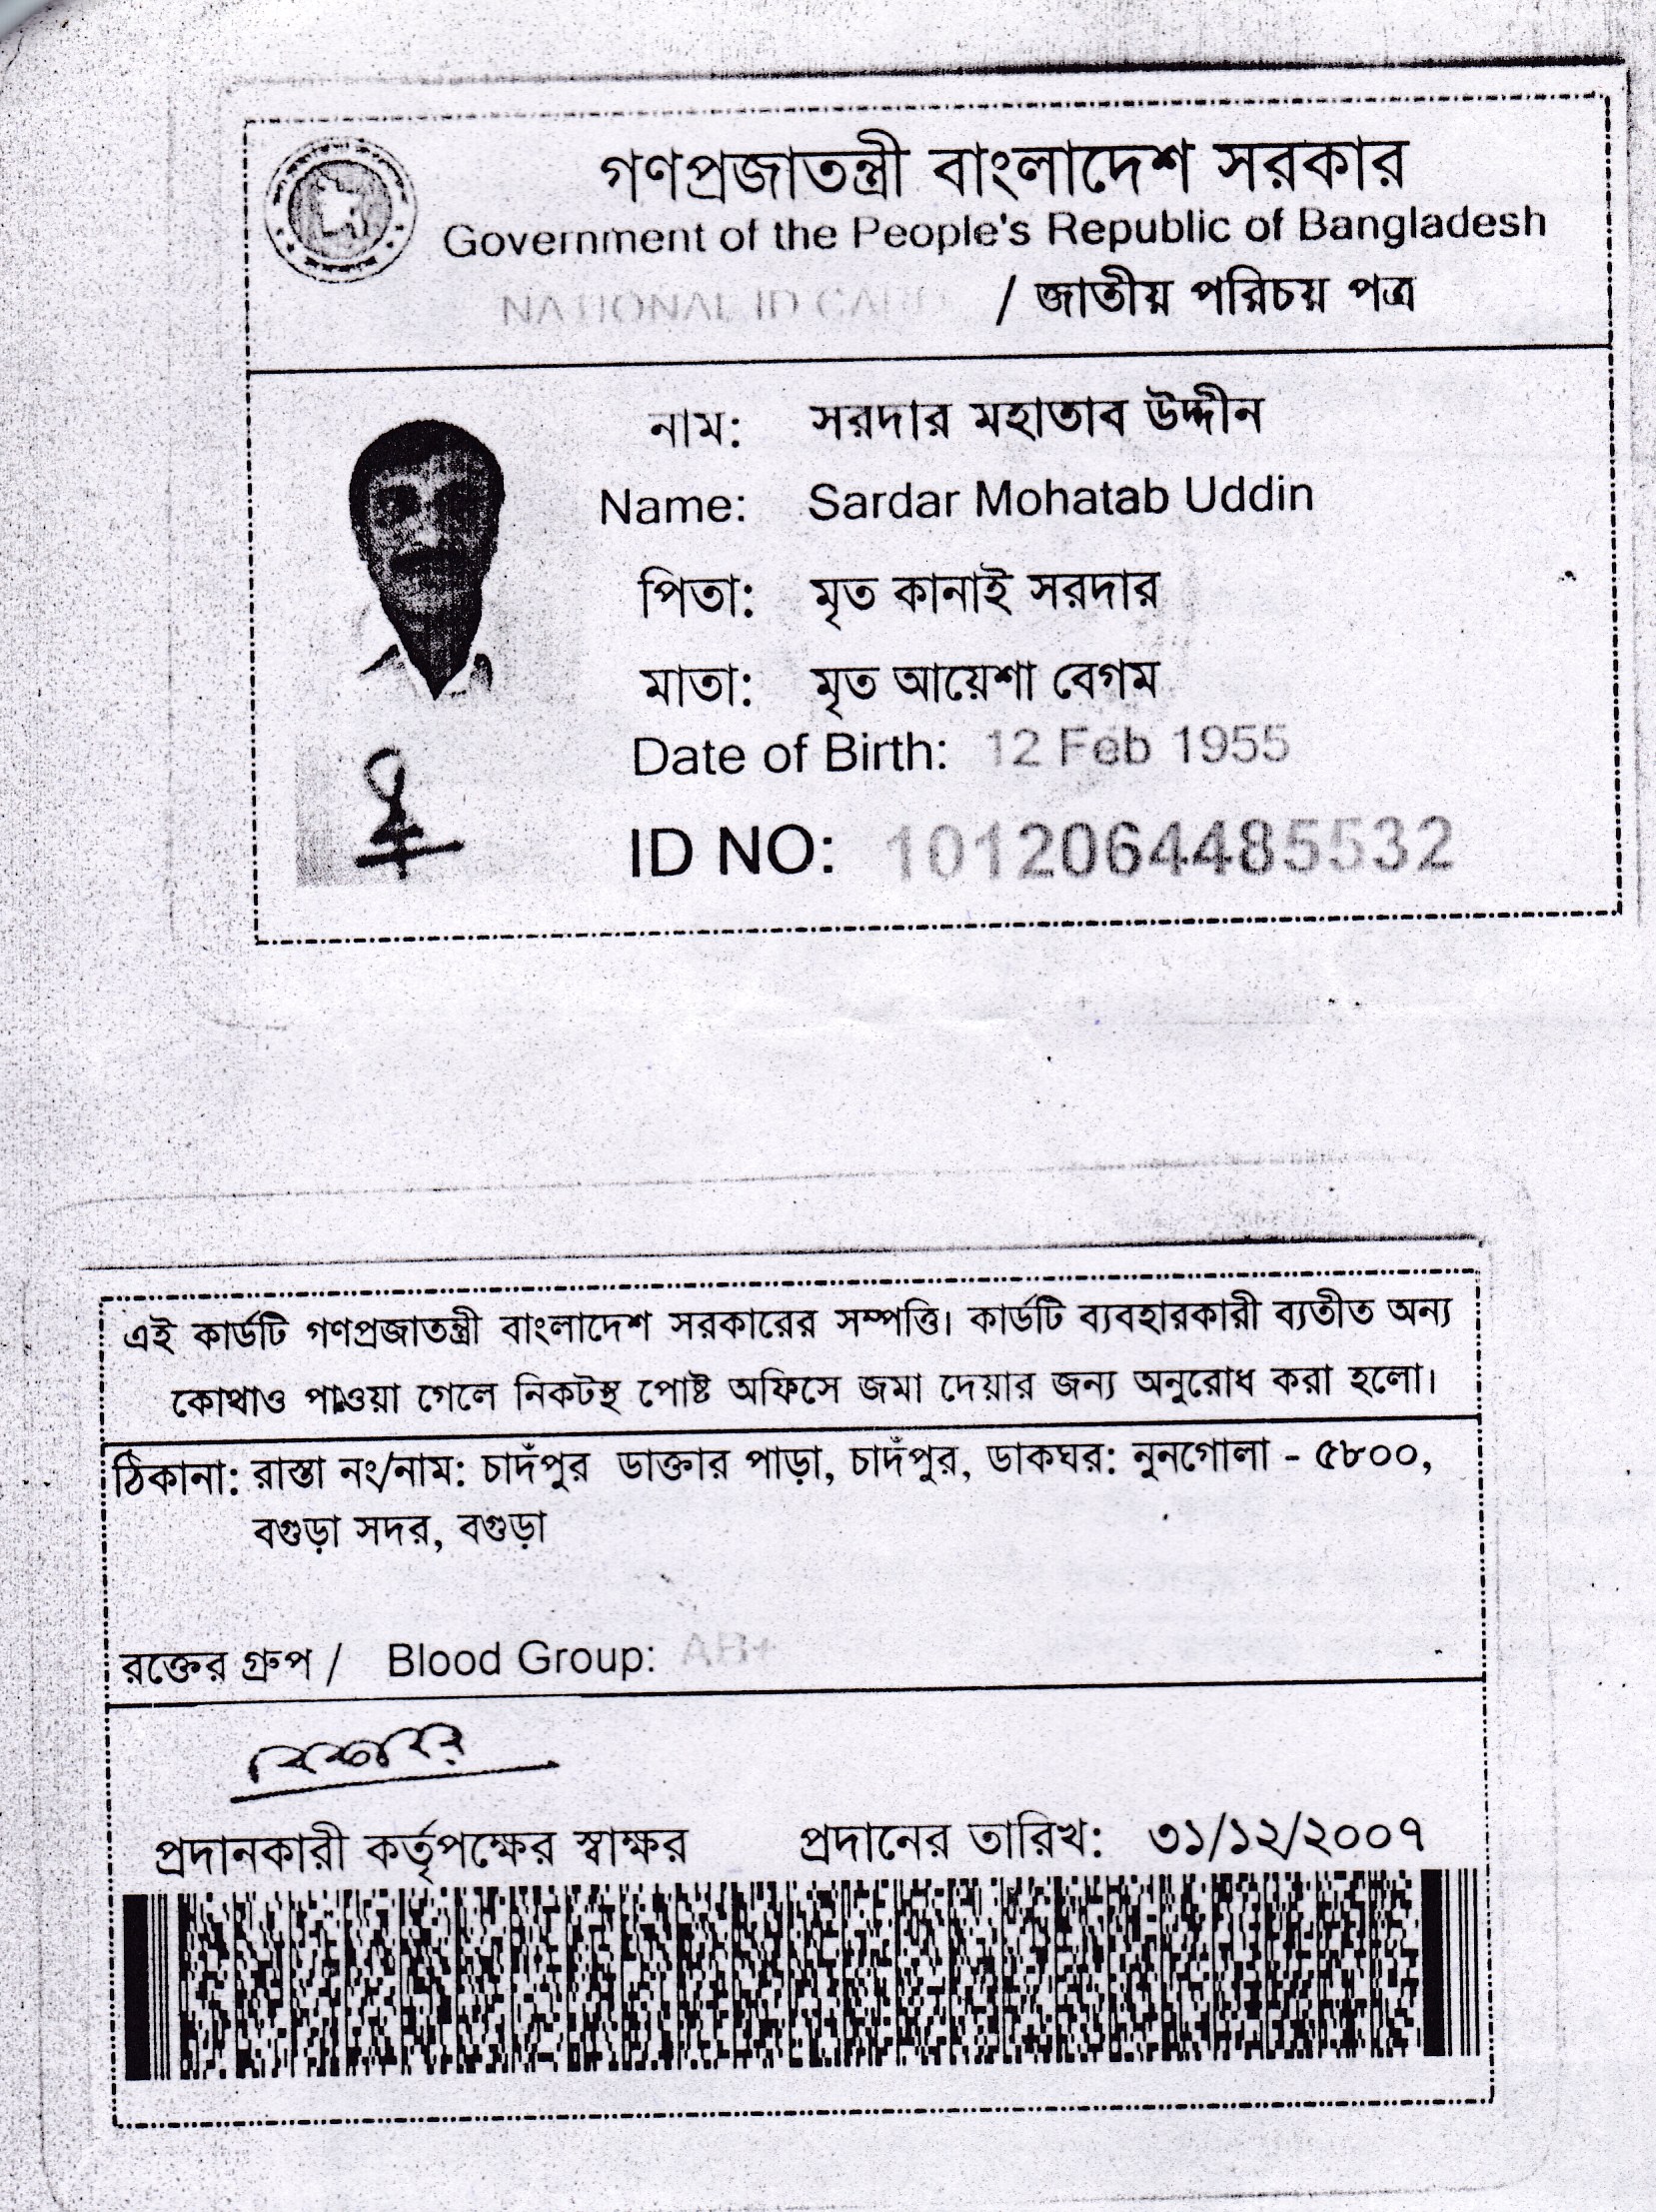 গণপ্রজাতন্ত্রী বাংলাদেশ সরকার
Government of the People's Republic of Bangladesh
NATIONAL ID CARD / জাতীয় পরিচয় পত্র
নাম: সরদার মহাতাব উদ্দীন
Name: Sardar Mohatab Uddin
পিতা: মৃত কানাই সরদার
মাতা: মৃত আয়েশা বেগম
Date of Birth: 12 Feb 1955
ID NO: 1012064485532
এই কার্ডটি গণপ্রজাতন্ত্রী বাংলাদেশ সরকারের সম্পত্তি। কার্ডটি ব্যবহারকারী ব্যতীত অন্য
কোথাও পাওয়া গেলে নিকটস্থ পোষ্ট অফিসে জমা দেয়ার জন্য অনুরোধ করা হলো।
ঠিকানা: রাস্তা নং/নাম: চাদঁপুর ডাক্তার পাড়া, চাদঁপুর, ডাকঘর: নুনগোলা - ৫৮০০,
বগুড়া সদর, বগুড়া
রক্তের গ্রুপ / Blood Group: AB+
প্রদানকারী কর্তৃপক্ষের স্বাক্ষর প্রদানের তারিখ: ৩১/১২/২০০৭